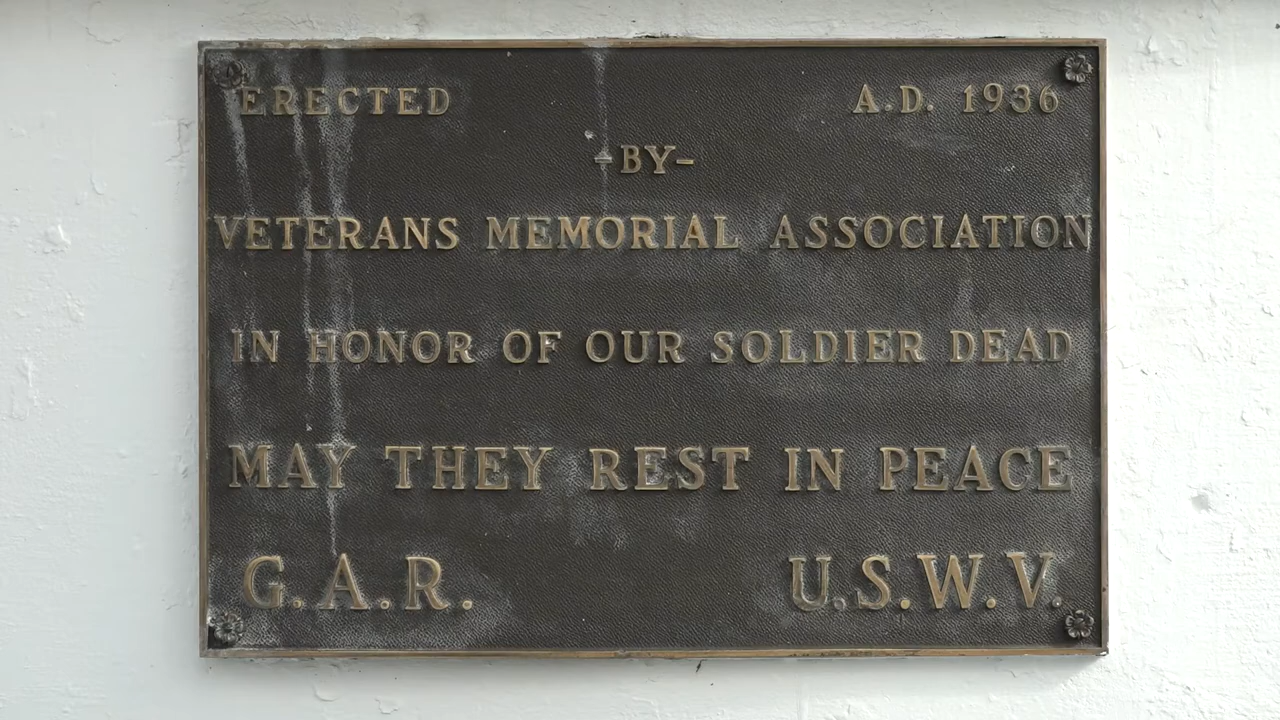 ERECTED A.D. 1936
-BY-
VETERANS MEMORIAL ASSOCIATION
IN HONOR OF OUR SOLDIER DEAD
MAY THEY REST IN PEACE
G.A.R. U.S.W.V.